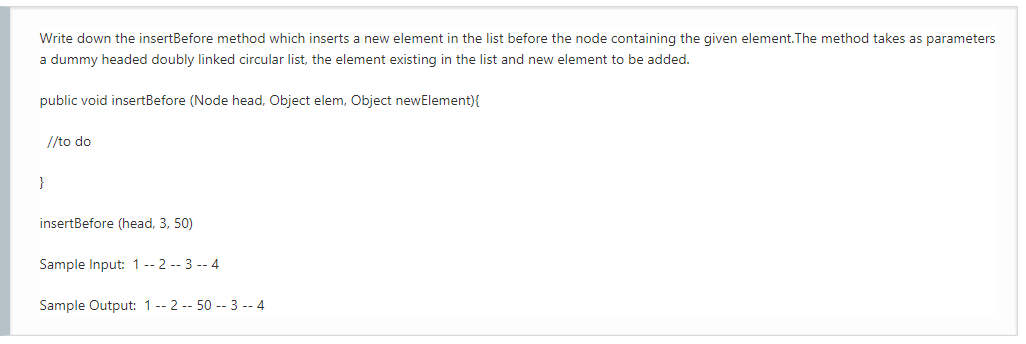 Write down the insertBefore method which inserts a new element in the list before the node containing the given element.The method takes as parameters
a dummy headed doubly linked circular list, the element existing in the list and new element to be added.
public void insertBefore (Node head, Object elem, Object newElement){
//to do
}
insertBefore (head, 3, 50)
Sample Input:  1 -- 2 -- 3 -- 4
Sample Output:  1 -- 2 -- 50 -- 3 -- 4